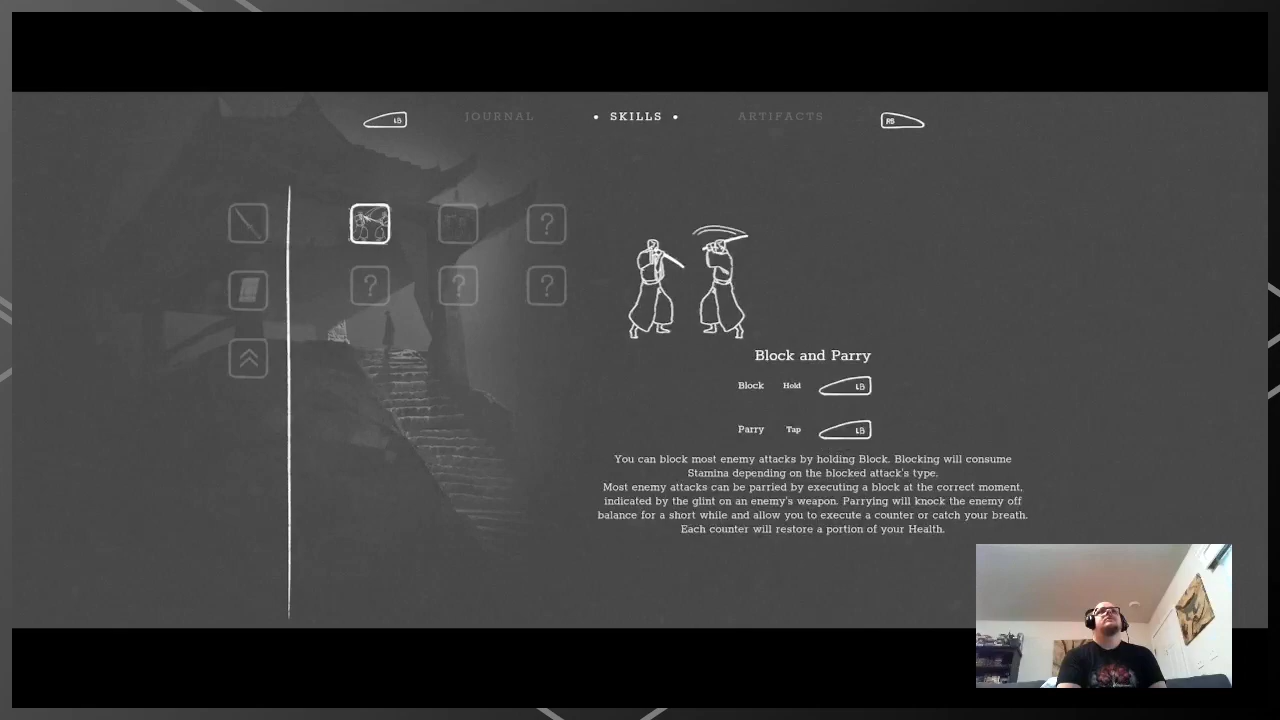 LB
JOURNAL
• SKILLS •
ARTIFACTS
RB
?
?
?
?
Block and Parry
Block Hold LB
Parry Tap LB
You can block most enemy attacks by holding Block. Blocking will consume
Stamina depending on the blocked attack's type.
Most enemy attacks can be parried by executing a block at the correct moment,
indicated by the glint on an enemy's weapon. Parrying will knock the enemy off
balance for a short while and allow you to execute a counter or catch your breath.
Each counter will restore a portion of your Health.